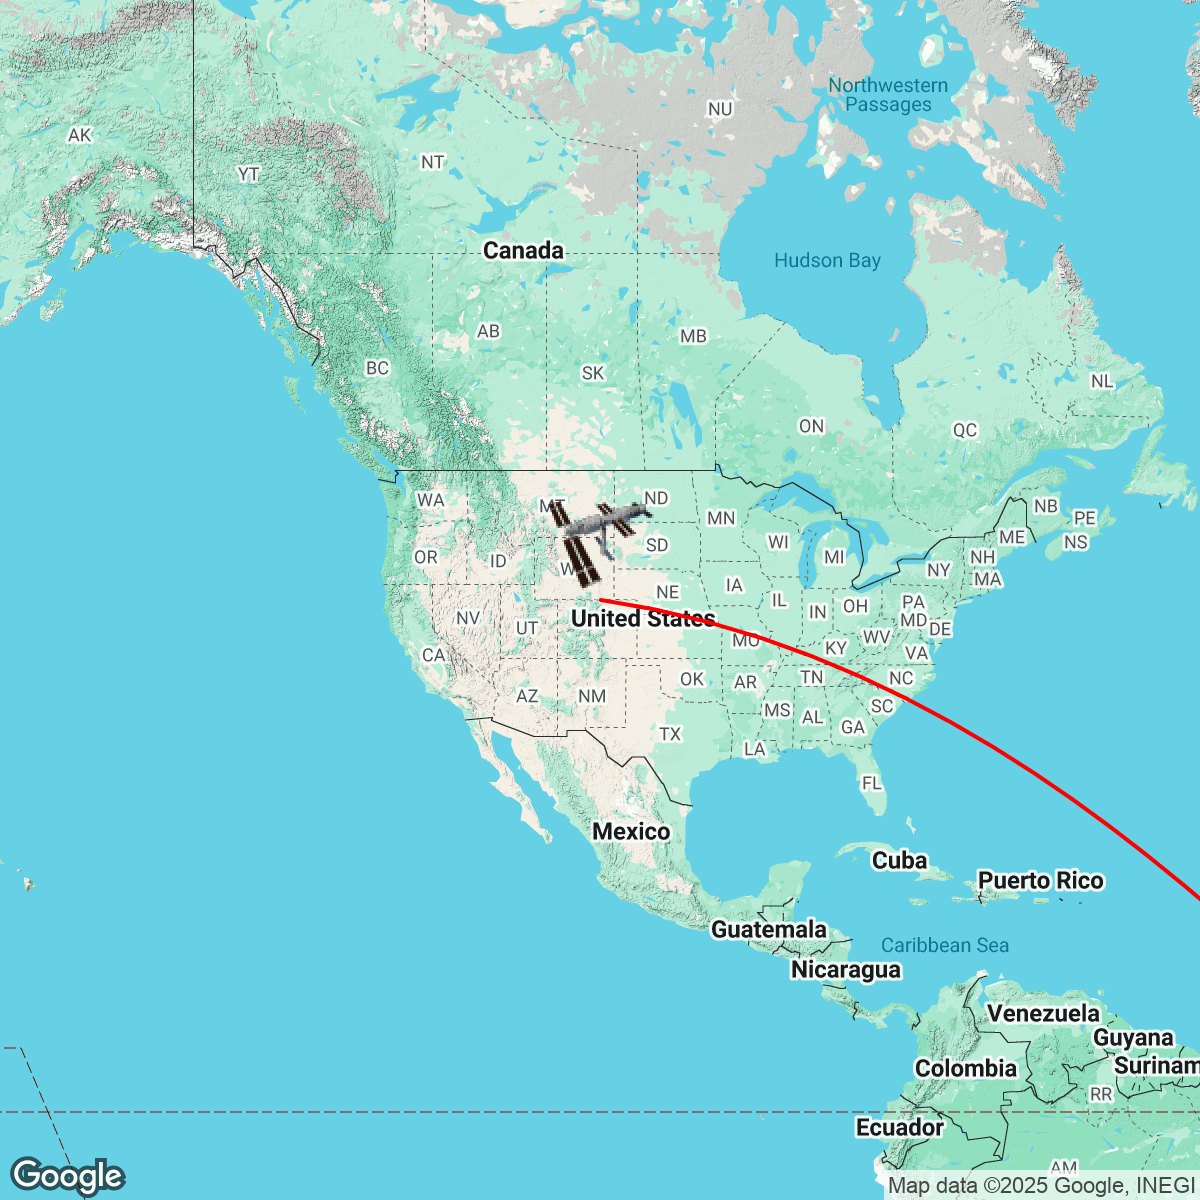 Northwestern
Passages
NU
AK
NT
YT
Canada
Hudson Bay
AB
MB
BC
SK
NL
ON
QC
WA
MT
ND
MN
NB
PE
OR
ID
SD
WI
MI
ME
NS
NH
NY
MA
W
NE
IA
IL
IN
OH
PA
MD
DE
NV
UT
United States
MO
KY
WV
VA
CA
AZ
NM
OK
AR
TN
NC
MS
AL
SC
GA
TX
LA
FL
Mexico
Cuba
Puerto Rico
Guatemala
Caribbean Sea
Nicaragua
Venezuela
Guyana
Colombia
Surinam
RR
Ecuador
AM
Google
Map data ©2025 Google, INEGI